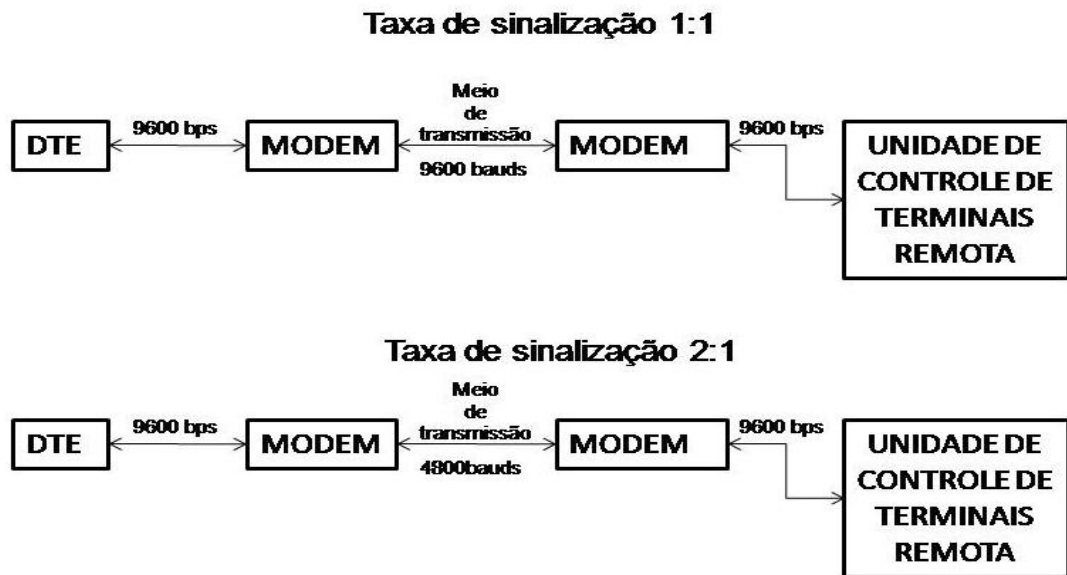 Taxa de sinalização 1:1
DTE
9600 bps
MODEM
Meio
de
transmissão
9600 bauds
MODEM
9600 bps
UNIDADE DE
CONTROLE DE
TERMINAIS
REMOTA
Taxa de sinalização 2:1
DTE
9600 bps
MODEM
Meio
de
transmissão
4800bauds
MODEM
9600 bps
UNIDADE DE
CONTROLE DE
TERMINAIS
REMOTA